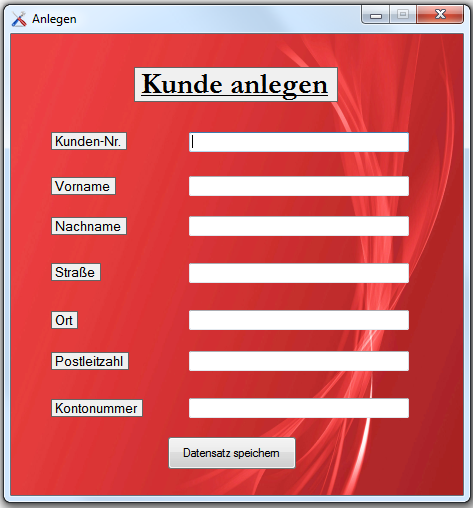 Anlegen
Kunde anlegen
Kunden-Nr.
Vorname
Nachname
Straße
Ort
Postleitzahl
Kontonummer
Datensatz speichern